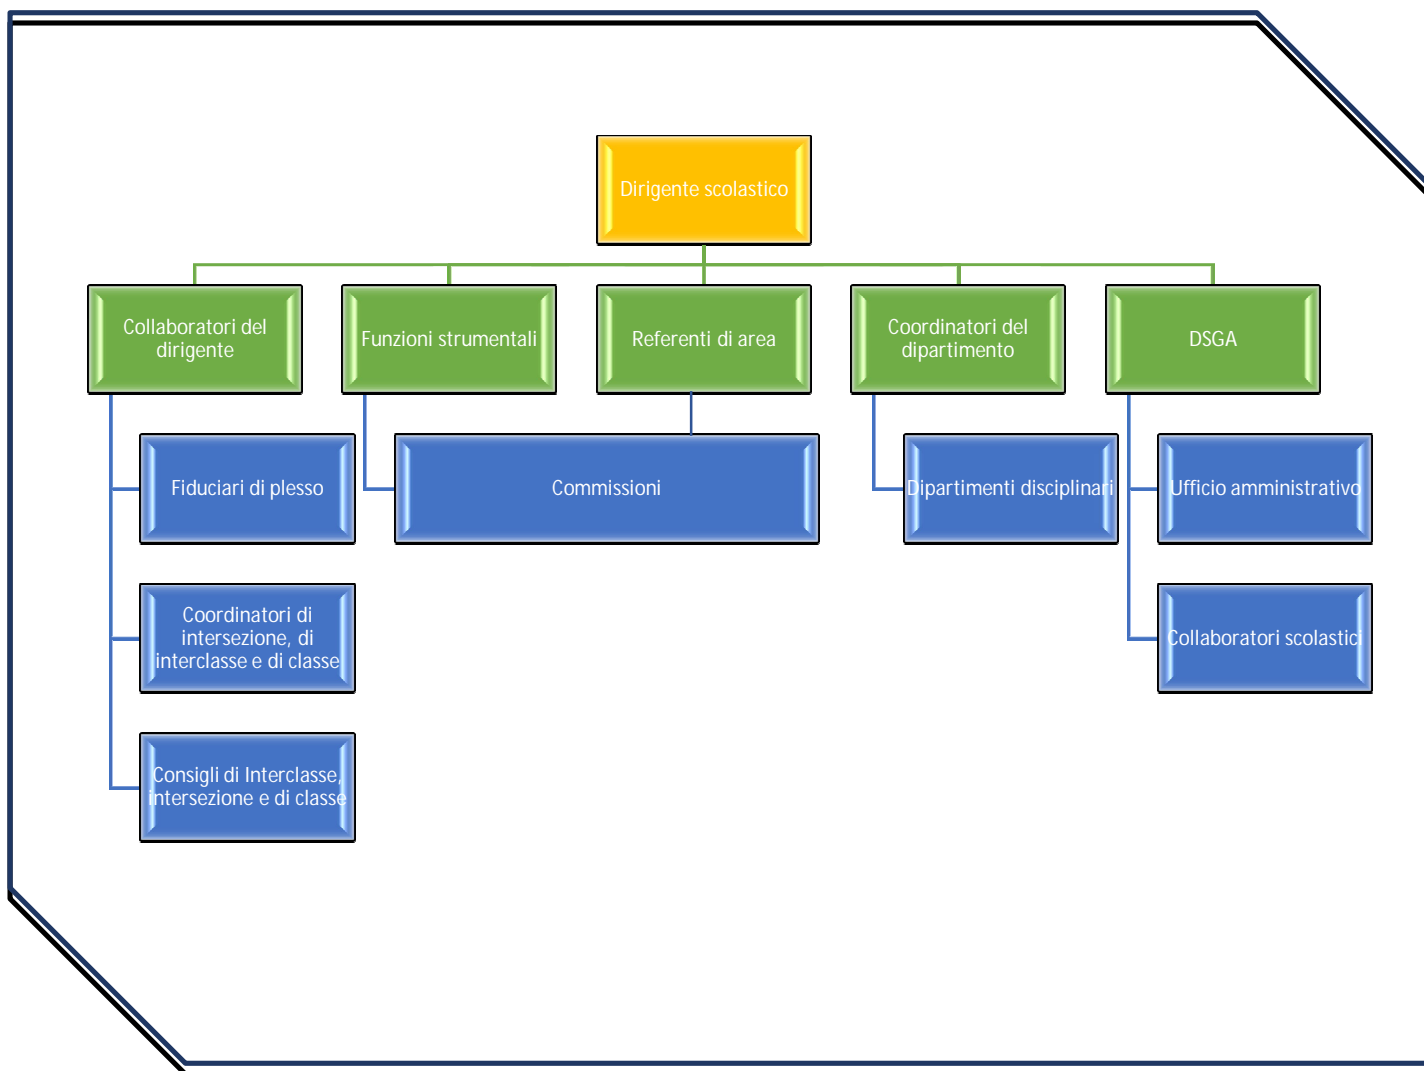 Dirigente scolastico
Collaboratori del
dirigente
Funzioni strumentali
Referenti di area
Coordinatori del
dipartimento
DSGA
Fiduciari di plesso
Commissioni
Dipartimenti disciplinari
Ufficio amministrativo
Coordinatori di
intersezione, di
interclasse e di classe
Collaboratori scolastici
Consigli di Interclasse,
intersezione e di classe